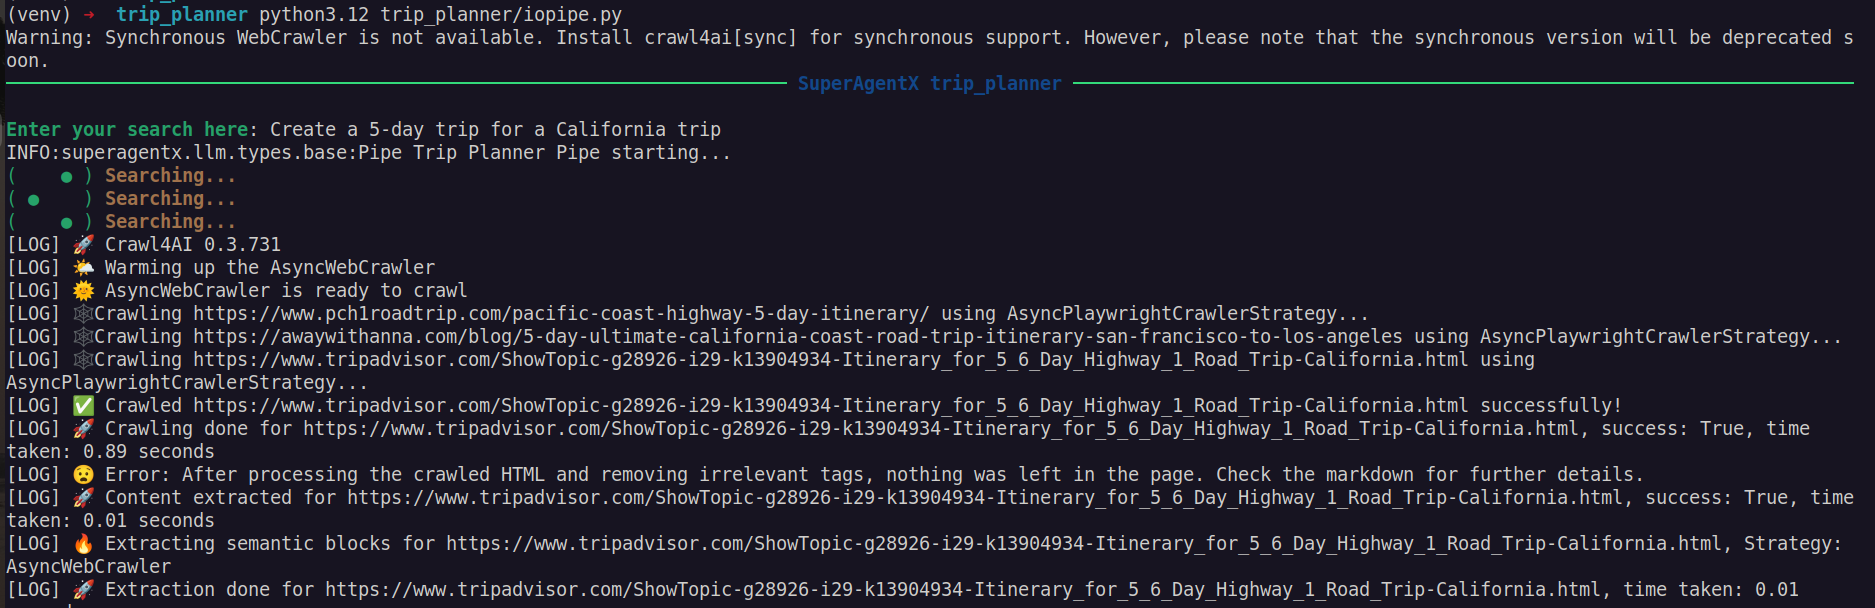 (venv) → trip_planner python3.12 trip_planner/iopipe.py
Warning: Synchronous WebCrawler is not available. Install crawl4ai[sync] for synchronous support. However, please note that the synchronous version will be deprecated s
oon.
SuperAgentX trip_planner
Enter your search here: Create a 5-day trip for a California trip
INFO:superagentx.llm.types.base:Pipe Trip Planner Pipe starting...
(    ● ) Searching...
( ●    ) Searching...
(    ● ) Searching...
[LOG] 🚀 Crawl4AI 0.3.731
[LOG] 🌤️ Warming up the AsyncWebCrawler
[LOG] 🌞 AsyncWebCrawler is ready to crawl
[LOG] 🕸️Crawling https://www.pch1roadtrip.com/pacific-coast-highway-5-day-itinerary/ using AsyncPlaywrightCrawlerStrategy...
[LOG] 🕸️Crawling https://awaywithanna.com/blog/5-day-ultimate-california-coast-road-trip-itinerary-san-francisco-to-los-angeles using AsyncPlaywrightCrawlerStrategy...
[LOG] 🕸️Crawling https://www.tripadvisor.com/ShowTopic-g28926-i29-k13904934-Itinerary_for_5_6_Day_Highway_1_Road_Trip-California.html using
AsyncPlaywrightCrawlerStrategy...
[LOG] ✅ Crawled https://www.tripadvisor.com/ShowTopic-g28926-i29-k13904934-Itinerary_for_5_6_Day_Highway_1_Road_Trip-California.html successfully!
[LOG] 🚀 Crawling done for https://www.tripadvisor.com/ShowTopic-g28926-i29-k13904934-Itinerary_for_5_6_Day_Highway_1_Road_Trip-California.html, success: True, time
taken: 0.89 seconds
[LOG] 😧 Error: After processing the crawled HTML and removing irrelevant tags, nothing was left in the page. Check the markdown for further details.
[LOG] 🚀 Content extracted for https://www.tripadvisor.com/ShowTopic-g28926-i29-k13904934-Itinerary_for_5_6_Day_Highway_1_Road_Trip-California.html, success: True, time
taken: 0.01 seconds
[LOG] 🔥 Extracting semantic blocks for https://www.tripadvisor.com/ShowTopic-g28926-i29-k13904934-Itinerary_for_5_6_Day_Highway_1_Road_Trip-California.html, Strategy:
AsyncWebCrawler
[LOG] 🚀 Extraction done for https://www.tripadvisor.com/ShowTopic-g28926-i29-k13904934-Itinerary_for_5_6_Day_Highway_1_Road_Trip-California.html, time taken: 0.01